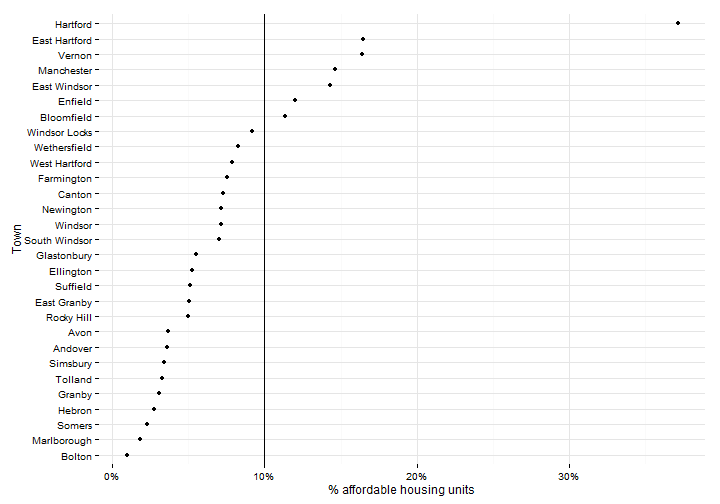 Hartford
East Hartford
Vernon
Manchester
East Windsor
Enfield
Bloomfield
Windsor Locks
Wethersfield
West Hartford
Farmington
Canton
Newington
Windsor
South Windsor
Glastonbury
Ellington
Suffield
East Granby
Rocky Hill
Avon
Andover
Simsbury
Tolland
Granby
Hebron
Somers
Marlborough
Bolton
Town
0% 10% 20% 30%
% affordable housing units